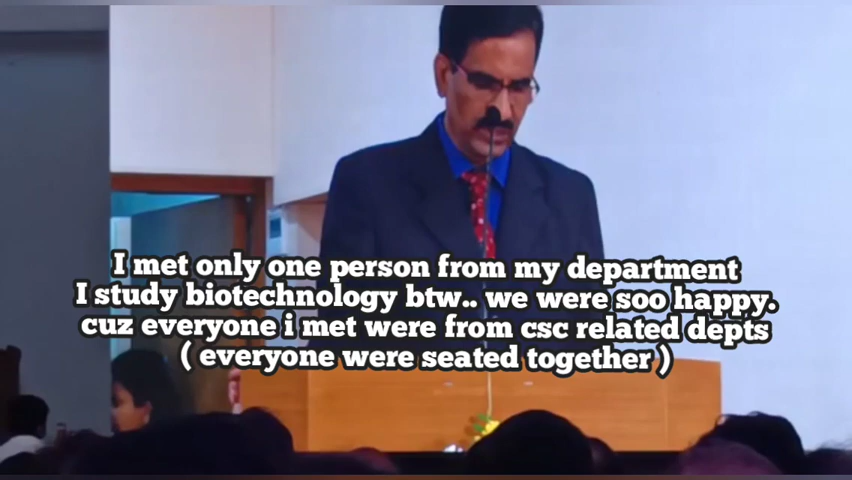 I met only one person from my department
I study biotechnology btw.. we were soo happy.
cuz everyone i met were from csc related depts
( everyone were seated together )